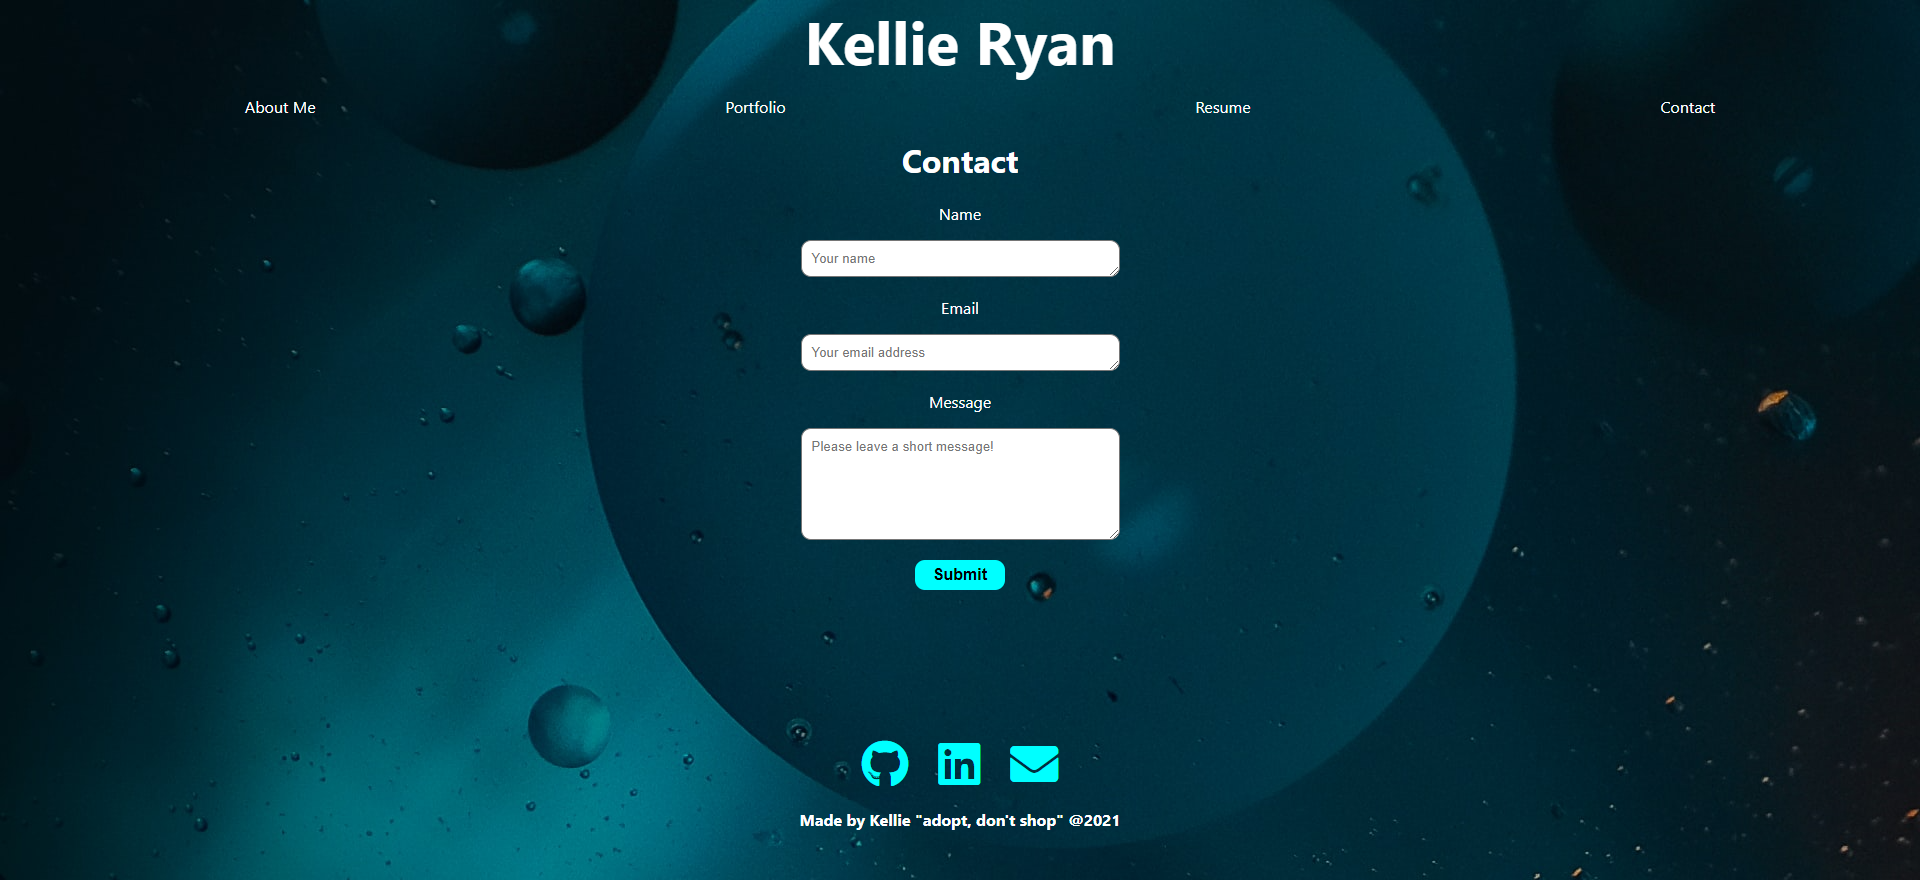 Kellie Ryan
About Me Portfolio Resume Contact
Contact
Name
Your name
Email
Your email address
Message
Please leave a short message!
Submit
in
Made by Kellie "adopt, don't shop" @2021